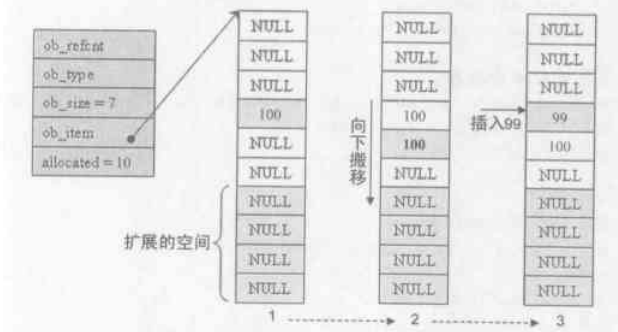 ob_refcnt
ob_type
ob_size = 7
ob_item
allocated = 10
NULL
NULL
NULL
100
NULL
NULL
NULL
NULL
NULL
NULL
扩展的空间
1
向下搬移
NULL
NULL
NULL
100
100
NULL
NULL
NULL
NULL
NULL
2
插入99
NULL
NULL
NULL
99
100
NULL
NULL
NULL
NULL
NULL
3